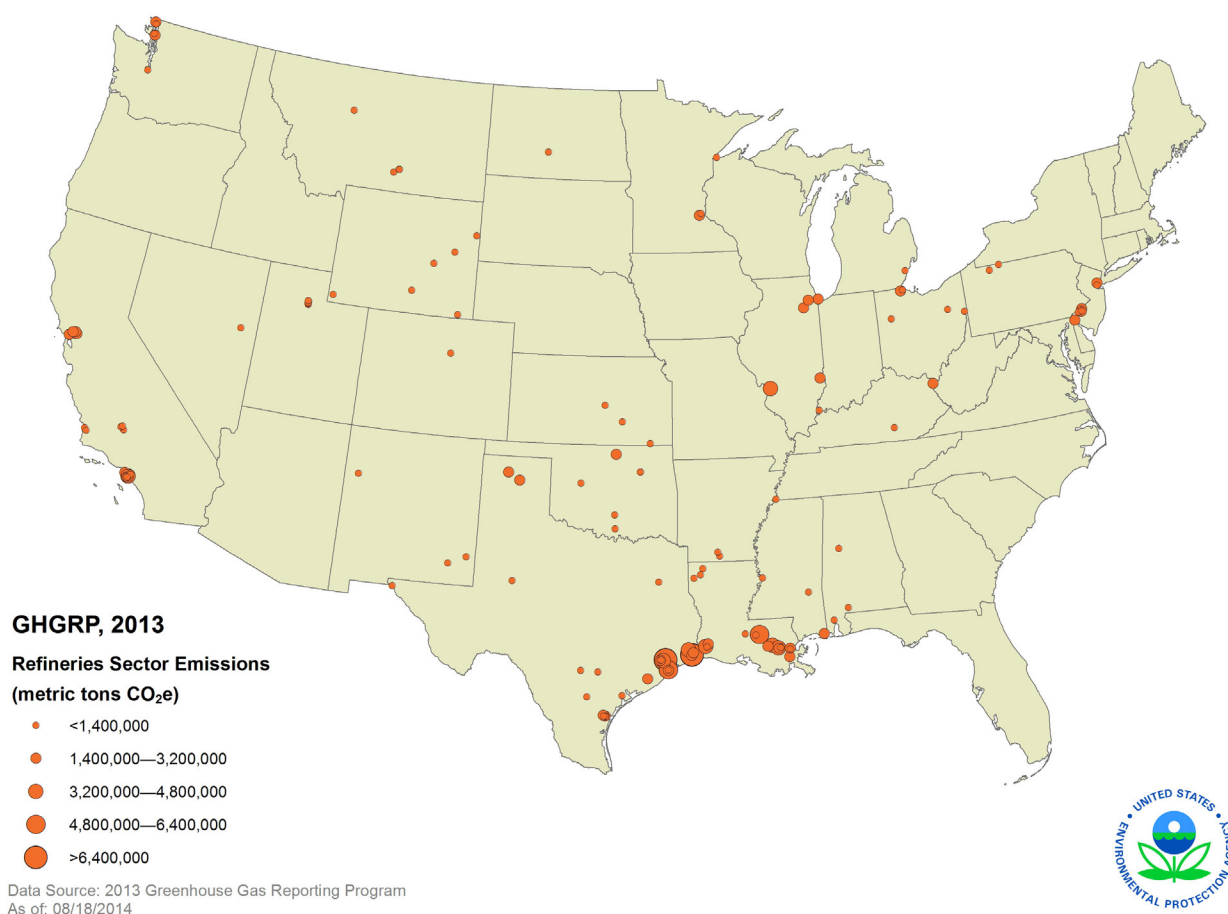 GHGRP, 2013
Refineries Sector Emissions
(metric tons CO₂e)
<1,400,000
1,400,000—3,200,000
3,200,000—4,800,000
4,800,000—6,400,000
>6,400,000
Data Source: 2013 Greenhouse Gas Reporting Program
As of: 08/18/2014
UNITED STATES
ENVIRONMENTAL PROTECTION AGENCY